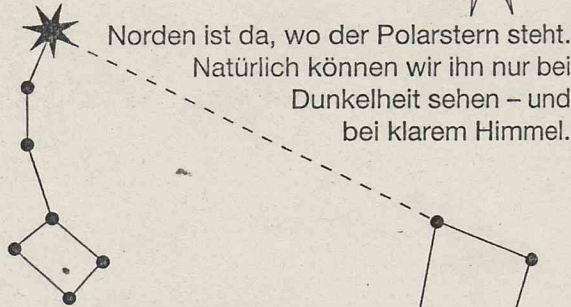 Norden ist da, wo der Polarstern steht.
Natürlich können wir ihn nur bei
Dunkelheit sehen – und
bei klarem Himmel.